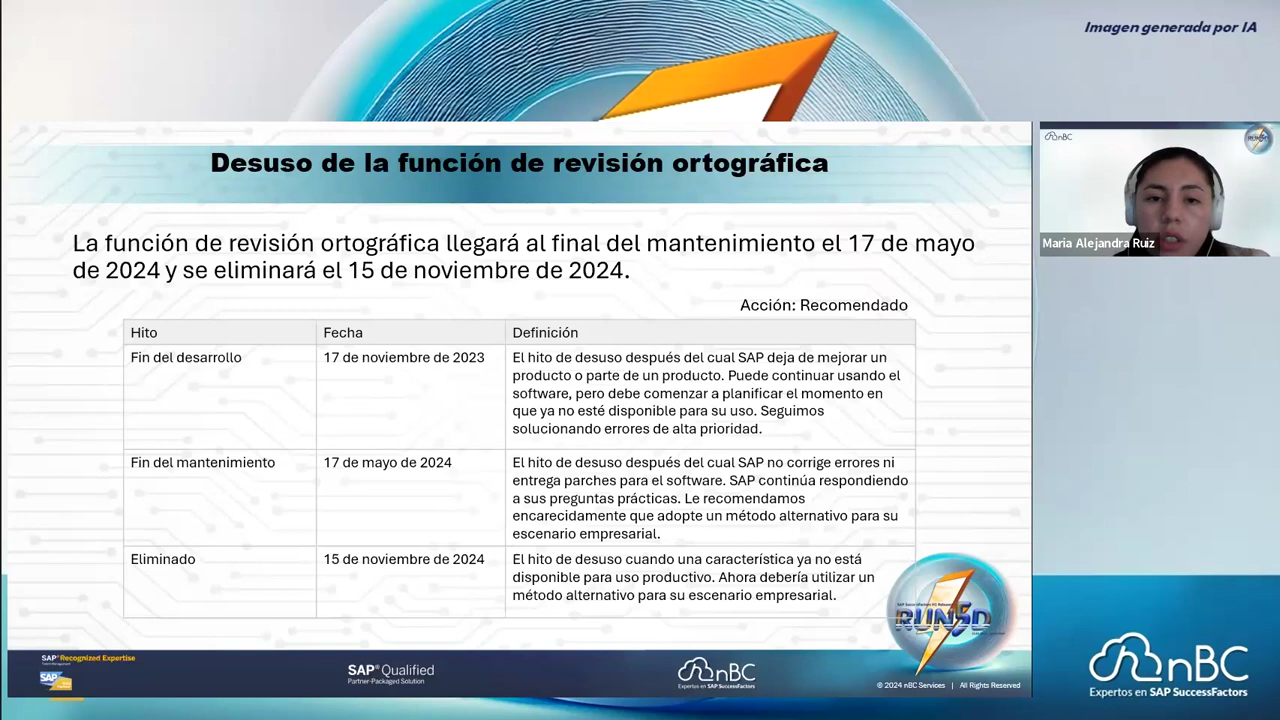 Imagen generada por IA
Desuso de la función de revisión ortográfica
La función de revisión ortográfica llegará al final del mantenimiento el 17 de mayo
de 2024 y se eliminará el 15 de noviembre de 2024.
Acción: Recomendado
Hito
Fecha
Definición
Fin del desarrollo
17 de noviembre de 2023
El hito de desuso después del cual SAP deja de mejorar un
producto o parte de un producto. Puede continuar usando el
software, pero debe comenzar a planificar el momento en
que ya no esté disponible para su uso. Seguimos
solucionando errores de alta prioridad.
Fin del mantenimiento
17 de mayo de 2024
El hito de desuso después del cual SAP no corrige errores ni
entrega parches para el software. SAP continúa respondiendo
a sus preguntas prácticas. Le recomendamos
encarecidamente que adopte un método alternativo para su
escenario empresarial.
Eliminado
15 de noviembre de 2024
El hito de desuso cuando una característica ya no está
disponible para uso productivo. Ahora debería utilizar un
método alternativo para su escenario empresarial.
nBC
Maria Alejandra Ruiz
RUN5D
SAP® Recognized Expertise
SAP
SAP® Qualified
Partner-Packaged Solution
nBC
Expertos en SAP SuccessFactors
© 2024 nBC Services | All Rights Reserved
nBC
Expertos en SAP SuccessFactors